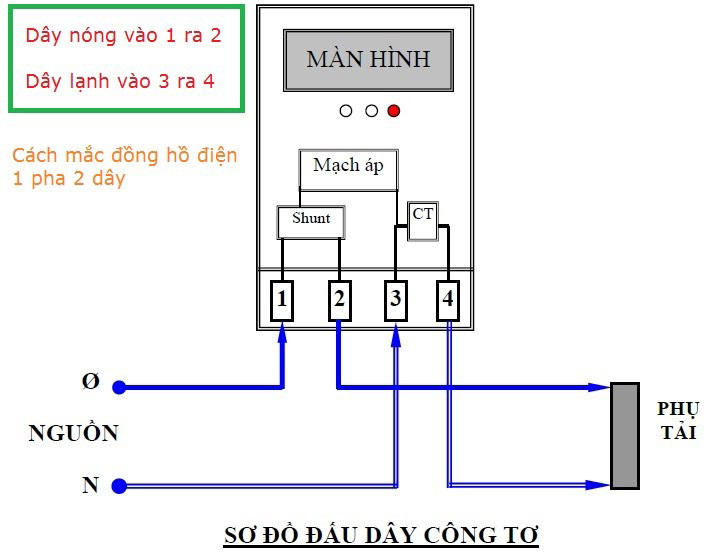 Dây nóng vào 1 ra 2
Dây lạnh vào 3 ra 4
Cách mắc đồng hồ điện
1 pha 2 dây
MÀN HÌNH
Mạch áp
Shunt
CT
1
2
3
4
Ø
NGUỒN
N
PHỤ
TẢI
SƠ ĐỒ ĐẤU DÂY CÔNG TƠ